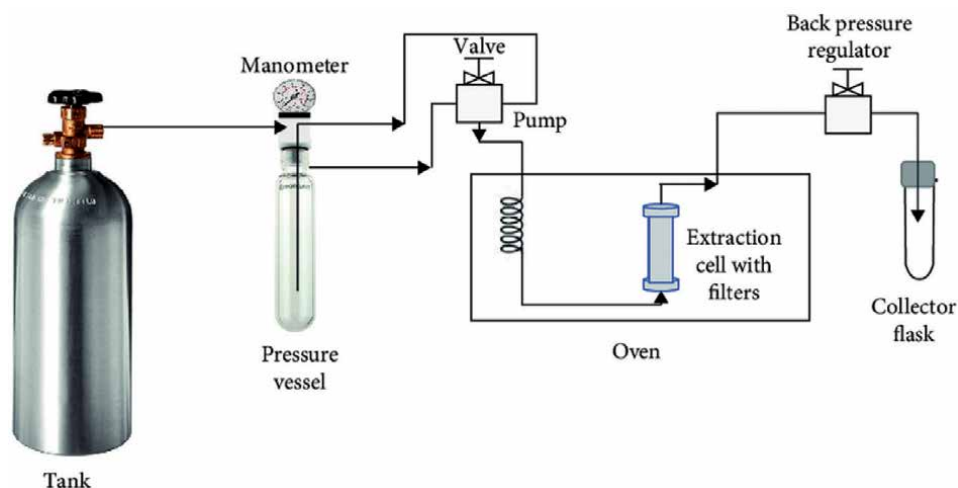 Back pressure
regulator
Valve
Manometer
Pump
Extraction
cell with
filters
Collector
flask
Pressure
vessel
Oven
Tank